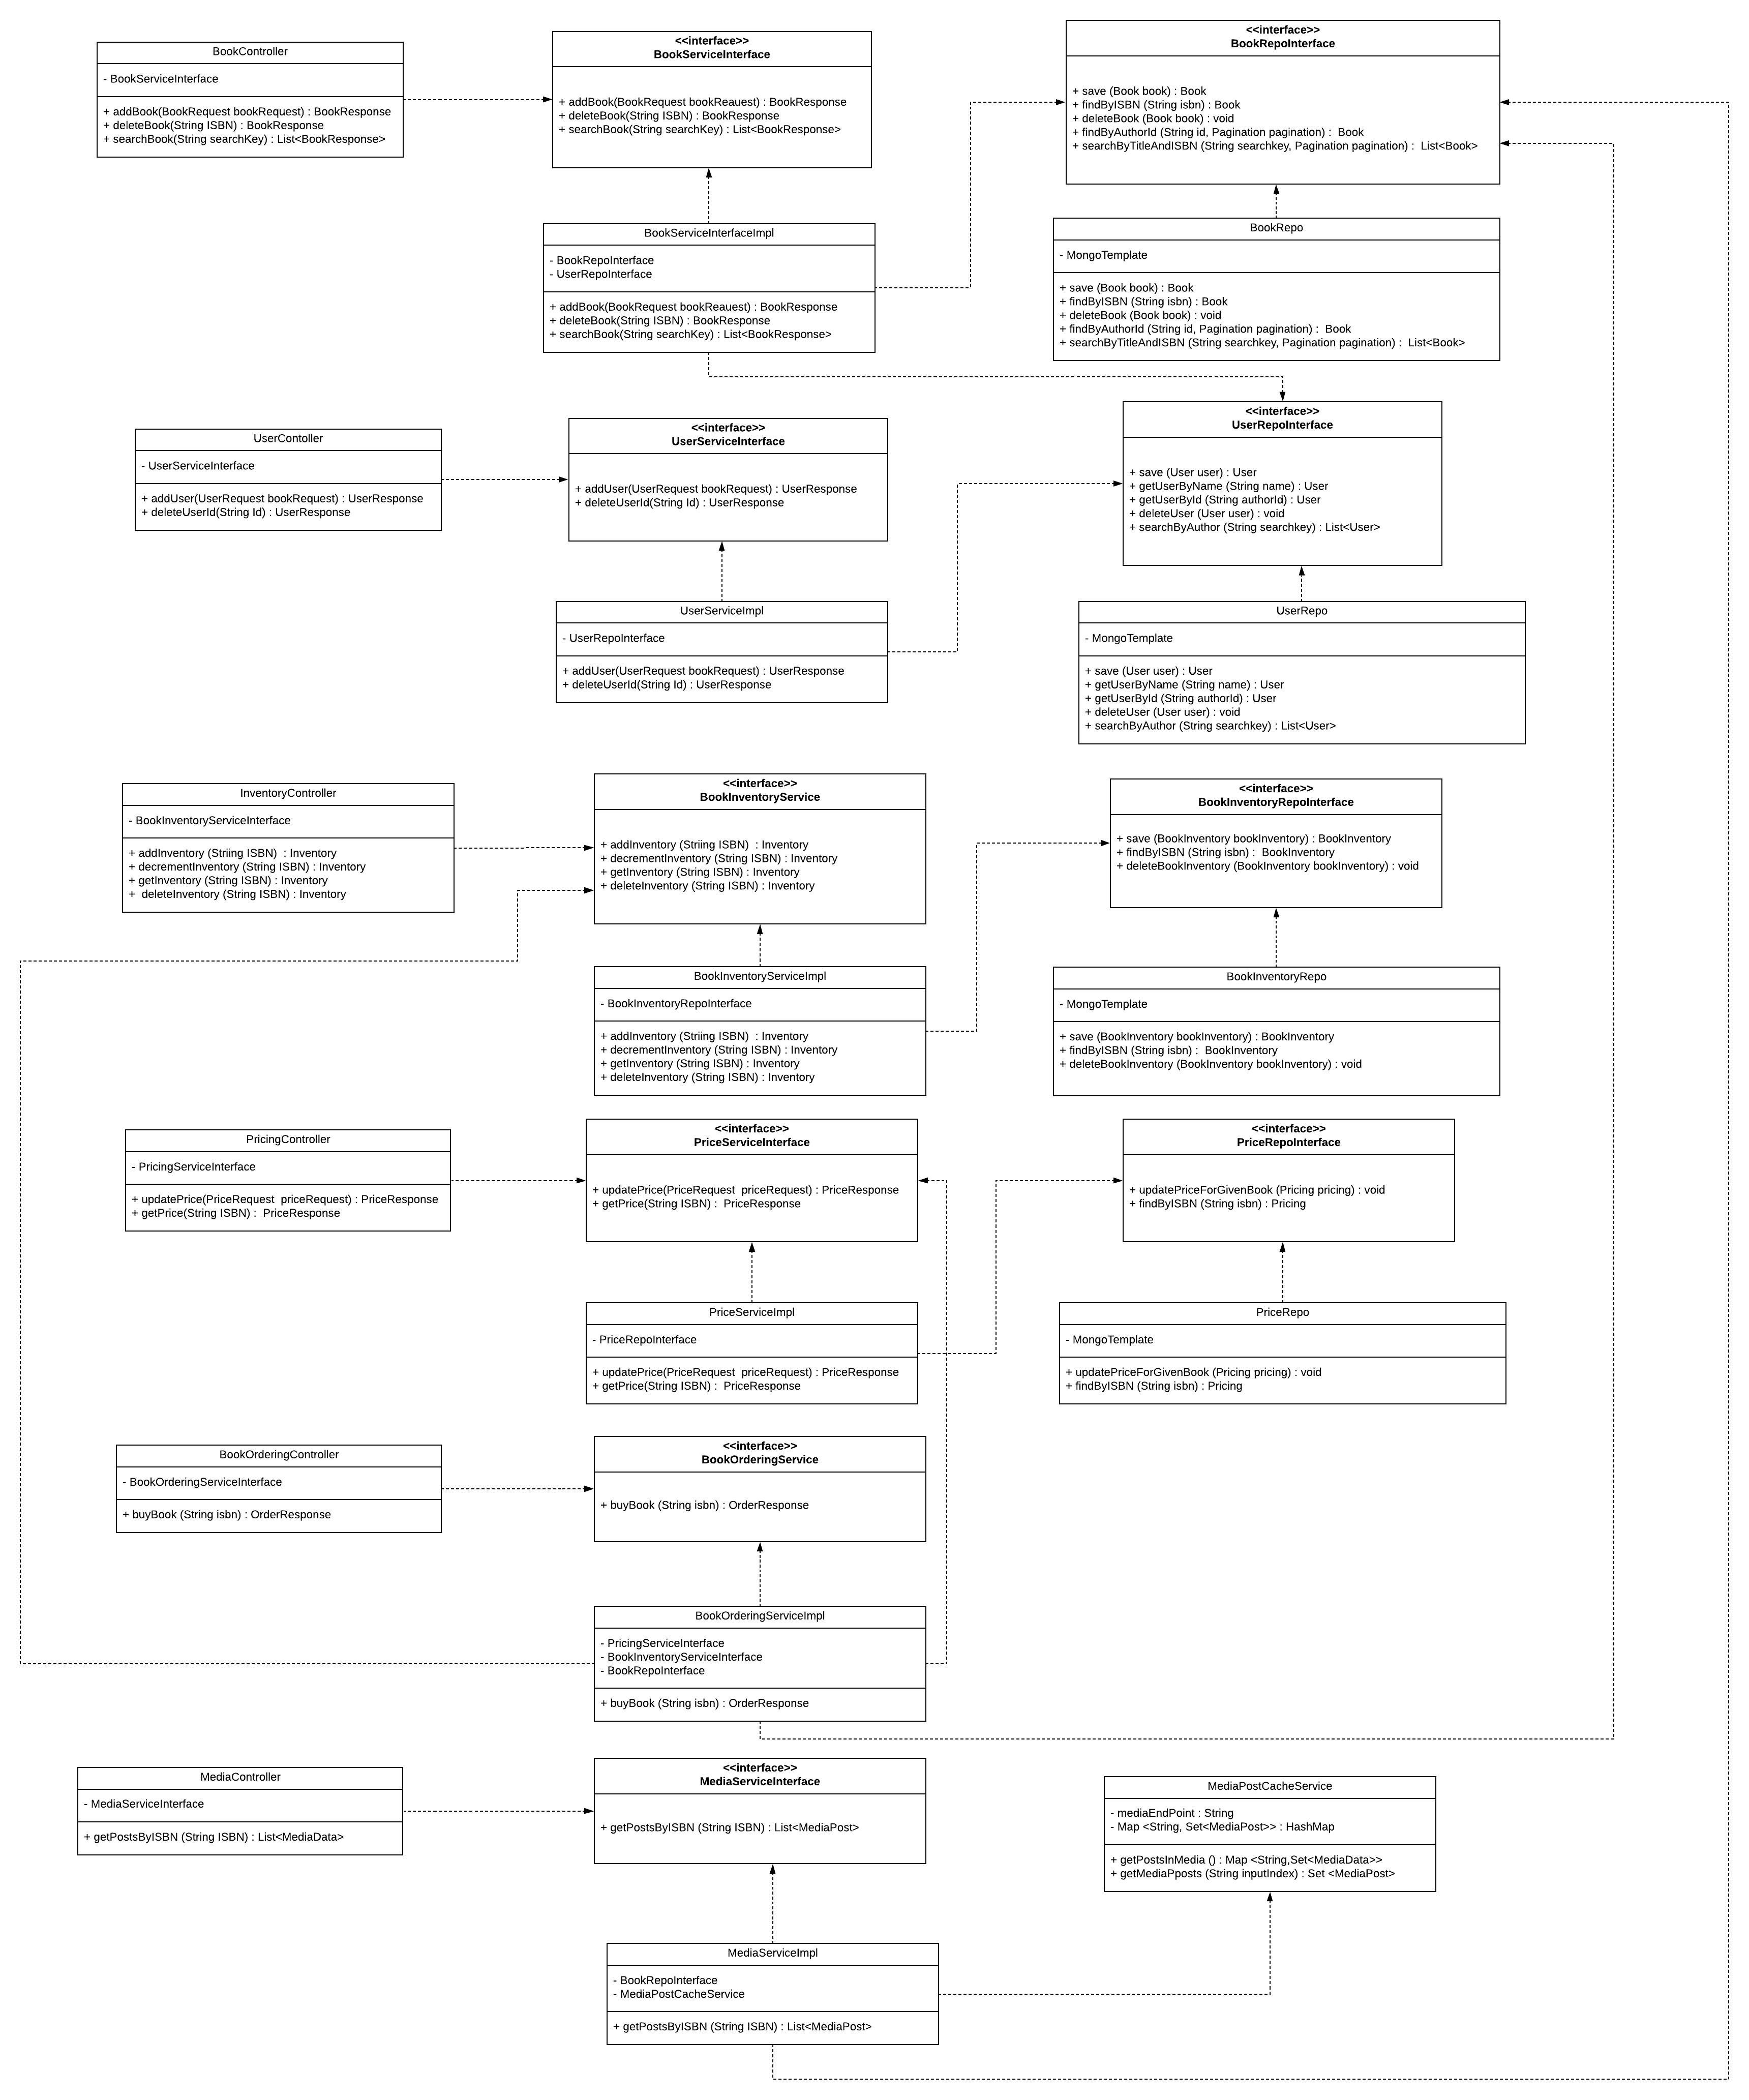 BookController
- BookServiceInterface
+ addBook(BookRequest bookRequest) : BookResponse
+ deleteBook(String ISBN) : BookResponse
+ searchBook(String searchKey) : List<BookResponse>
<<interface>>
BookServiceInterface
+ addBook(BookRequest bookReauest) : BookResponse
+ deleteBook(String ISBN) : BookResponse
+ searchBook(String searchKey) : List<BookResponse>
<<interface>>
BookRepoInterface
+ save (Book book) : Book
+ findByISBN (String isbn) : Book
+ deleteBook (Book book) : void
+ findByAuthorId (String id, Pagination pagination) :  Book
+ searchByTitleAndISBN (String searchkey, Pagination pagination) :  List<Book>
BookServiceInterfaceImpl
- BookRepoInterface
- UserRepoInterface
+ addBook(BookRequest bookReauest) : BookResponse
+ deleteBook(String ISBN) : BookResponse
+ searchBook(String searchKey) : List<BookResponse>
BookRepo
- MongoTemplate
+ save (Book book) : Book
+ findByISBN (String isbn) : Book
+ deleteBook (Book book) : void
+ findByAuthorId (String id, Pagination pagination) :  Book
+ searchByTitleAndISBN (String searchkey, Pagination pagination) :  List<Book>
UserContoller
- UserServiceInterface
+ addUser(UserRequest bookRequest) : UserResponse
+ deleteUserId(String Id) : UserResponse
<<interface>>
UserServiceInterface
+ addUser(UserRequest bookRequest) : UserResponse
+ deleteUserId(String Id) : UserResponse
<<interface>>
UserRepoInterface
+ save (User user) : User
+ getUserByName (String name) : User
+ getUserById (String authorId) : User
+ deleteUser (User user) : void
+ searchByAuthor (String searchkey) : List<User>
UserServiceImpl
- UserRepoInterface
+ addUser(UserRequest bookRequest) : UserResponse
+ deleteUserId(String Id) : UserResponse
UserRepo
- MongoTemplate
+ save (User user) : User
+ getUserByName (String name) : User
+ getUserById (String authorId) : User
+ deleteUser (User user) : void
+ searchByAuthor (String searchkey) : List<User>
InventoryController
- BookInventoryServiceInterface
+ addInventory (Striing ISBN)  : Inventory
+ decrementInventory (String ISBN) : Inventory
+ getInventory (String ISBN) : Inventory
+  deleteInventory (String ISBN) : Inventory
<<interface>>
BookInventoryService
+ addInventory (Striing ISBN)  : Inventory
+ decrementInventory (String ISBN) : Inventory
+ getInventory (String ISBN) : Inventory
+ deleteInventory (String ISBN) : Inventory
<<interface>>
BookInventoryRepoInterface
+ save (BookInventory bookInventory) : BookInventory
+ findByISBN (String isbn) :  BookInventory
+ deleteBookInventory (BookInventory bookInventory) : void
BookInventoryServiceImpl
- BookInventoryRepoInterface
+ addInventory (Striing ISBN)  : Inventory
+ decrementInventory (String ISBN) : Inventory
+ getInventory (String ISBN) : Inventory
+ deleteInventory (String ISBN) : Inventory
BookInventoryRepo
- MongoTemplate
+ save (BookInventory bookInventory) : BookInventory
+ findByISBN (String isbn) :  BookInventory
+ deleteBookInventory (BookInventory bookInventory) : void
PricingController
- PricingServiceInterface
+ updatePrice(PriceRequest  priceRequest) : PriceResponse
+ getPrice(String ISBN) :  PriceResponse
<<interface>>
PriceServiceInterface
+ updatePrice(PriceRequest  priceRequest) : PriceResponse
+ getPrice(String ISBN) :  PriceResponse
<<interface>>
PriceRepoInterface
+ updatePriceForGivenBook (Pricing pricing) : void
+ findByISBN (String isbn) : Pricing
PriceServiceImpl
- PriceRepoInterface
+ updatePrice(PriceRequest  priceRequest) : PriceResponse
+ getPrice(String ISBN) :  PriceResponse
PriceRepo
- MongoTemplate
+ updatePriceForGivenBook (Pricing pricing) : void
+ findByISBN (String isbn) : Pricing
BookOrderingController
- BookOrderingServiceInterface
+ buyBook (String isbn) : OrderResponse
<<interface>>
BookOrderingService
+ buyBook (String isbn) : OrderResponse
BookOrderingServiceImpl
- PricingServiceInterface
- BookInventoryServiceInterface
- BookRepoInterface
+ buyBook (String isbn) : OrderResponse
MediaController
- MediaServiceInterface
+ getPostsByISBN (String ISBN) : List<MediaData>
<<interface>>
MediaServiceInterface
+ getPostsByISBN (String ISBN) : List<MediaPost>
MediaPostCacheService
- mediaEndPoint : String
- Map <String, Set<MediaPost>> : HashMap
+ getPostsInMedia () : Map <String,Set<MediaData>>
+ getMediaPposts (String inputIndex) : Set <MediaPost>
MediaServiceImpl
- BookRepoInterface
- MediaPostCacheService
+ getPostsByISBN (String ISBN) : List<MediaPost>